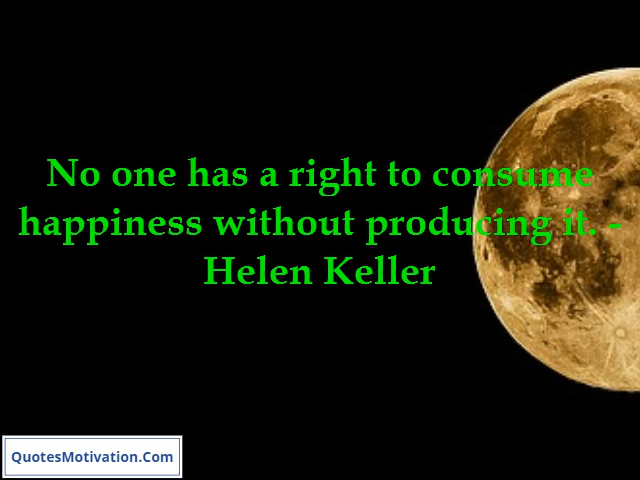 No one has a right to consume
happiness without producing it. -
Helen Keller
QuotesMotivation.Com